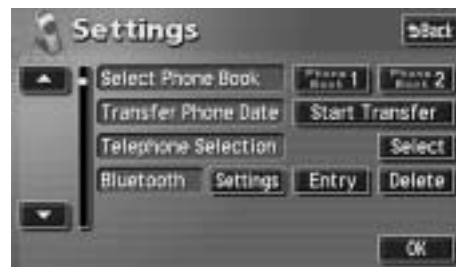 Settings
Back
Select Phone Book Phone Book 1 Phone Book 2
Transfer Phone Date Start Transfer
Telephone Selection Select
Bluetooth Settings Entry Delete
OK